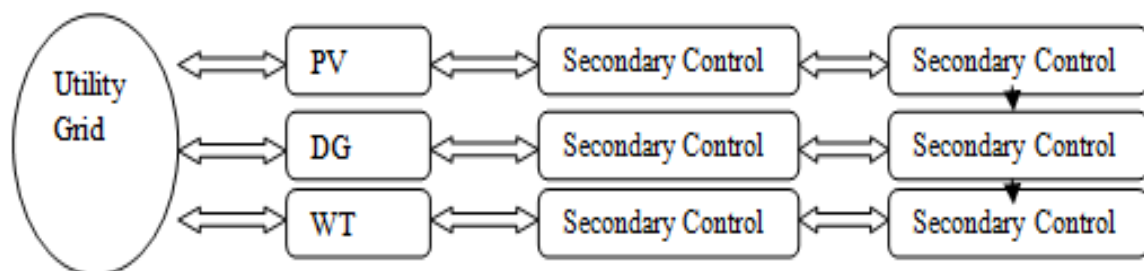 Utility
Grid
PV
Secondary Control
Secondary Control
DG
Secondary Control
Secondary Control
WT
Secondary Control
Secondary Control